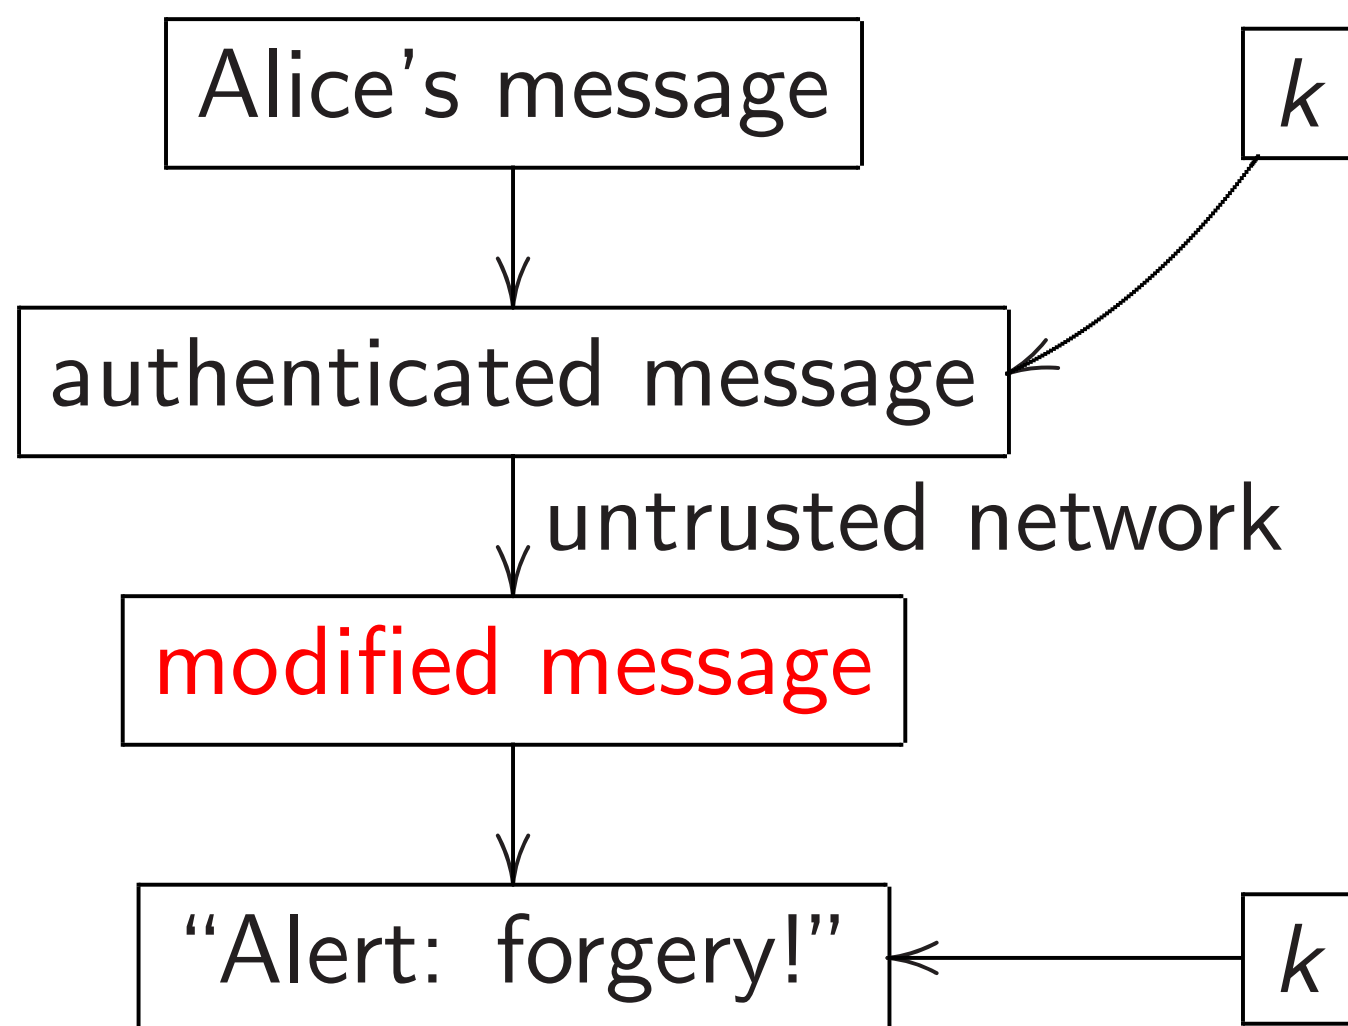 Alice's message
k
authenticated message
untrusted network
modified message
“Alert: forgery!”
k